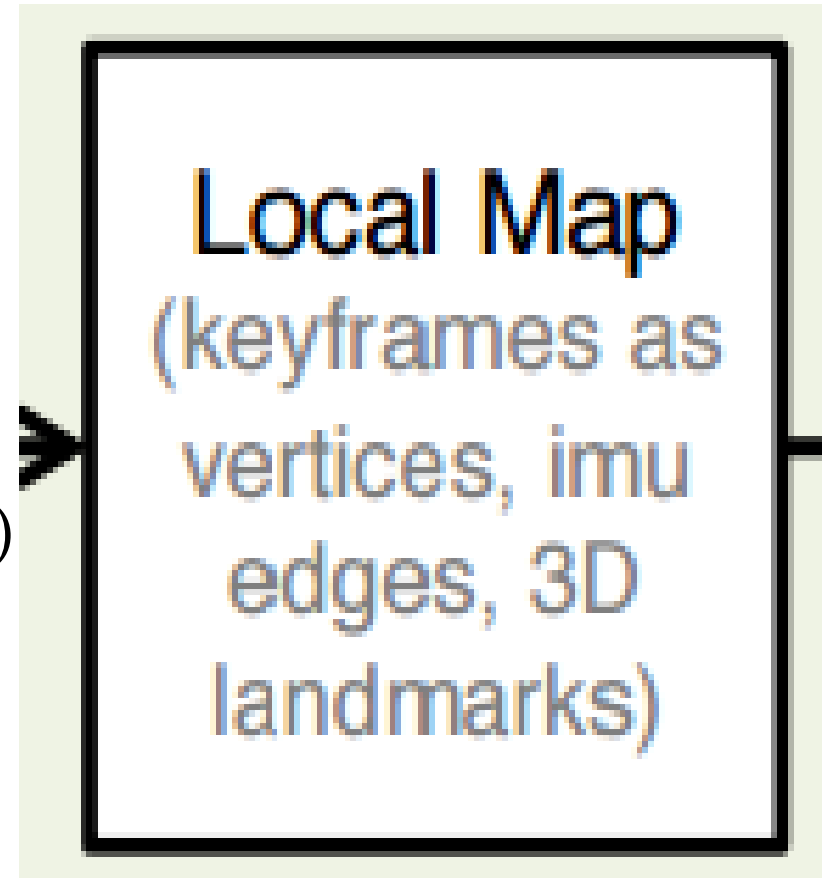 Local Map
(keyframes as
vertices, imu
edges, 3D
landmarks)
)